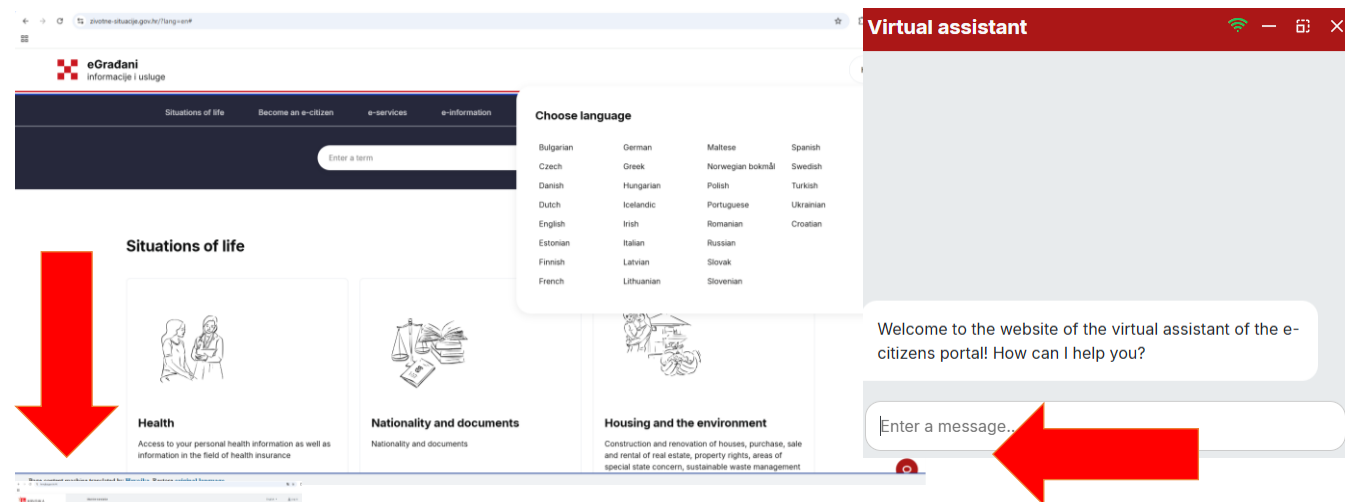 zivotne-situacije.gov.hr/?lang=en#
eGrađani
informacije i usluge
Situations of life
Become an e-citizen
e-services
e-information
Enter a term
Choose language
Bulgarian
German
Maltese
Spanish
Czech
Greek
Norwegian bokmål
Swedish
Danish
Hungarian
Polish
Turkish
Dutch
Icelandic
Portuguese
Ukrainian
English
Irish
Romanian
Croatian
Estonian
Italian
Russian
Finnish
Latvian
Slovak
French
Lithuanian
Slovenian
Situations of life
Health
Access to your personal health information as well as
information in the field of health insurance
Nationality and documents
Nationality and documents
Housing and the environment
Construction and renovation of houses, purchase, sale
and rental of real estate, property rights, areas of
special state concern, sustainable waste management
Virtual assistant
Welcome to the website of the virtual assistant of the e-
citizens portal! How can I help you?
Enter a message..